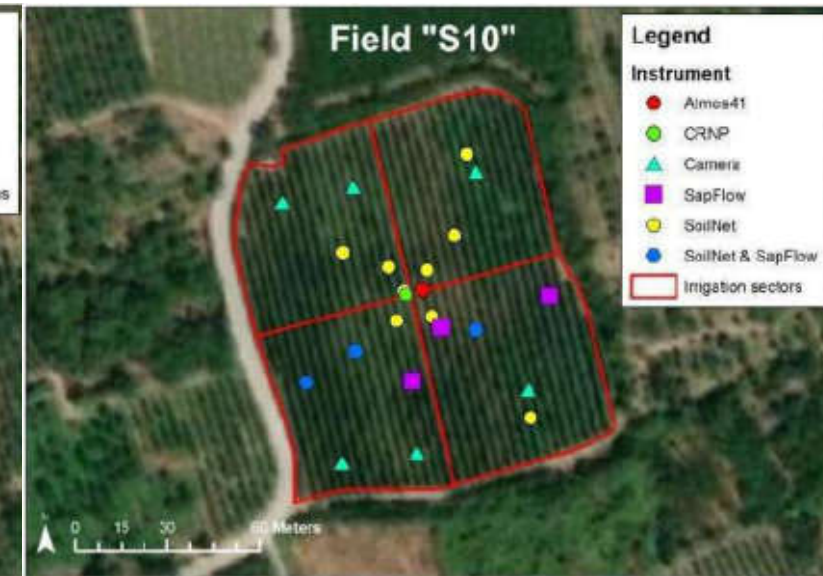 Field "S10"
Legend
Instrument
Atmos41
CRNP
Camera
SapFlow
SoilNet
SoilNet & SapFlow
Irrigation sectors
N
0 15 30 60 Meters